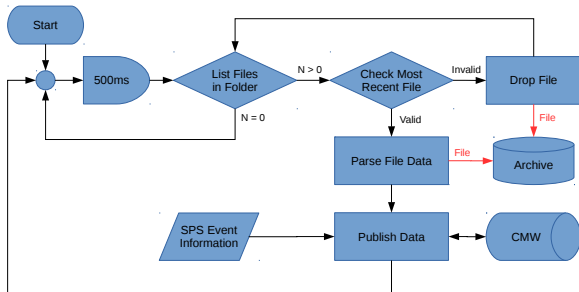 Start
500ms
List Files
in Folder
N > 0
N = 0
Check Most
Recent File
Invalid
Drop File
Valid
File
Parse File Data
File
Archive
SPS Event
Information
Publish Data
CMW